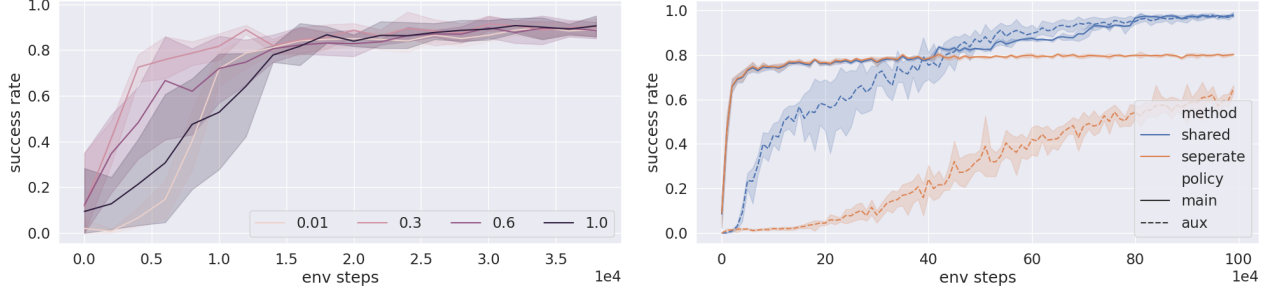 success rate
1.0
0.8
0.6
0.4
0.2
0.0
0.01 0.3 0.6 1.0
0.0 0.5 1.0 1.5 2.0 2.5 3.0 3.5
env steps
1e4
success rate
1.0
0.8
0.6
0.4
0.2
0.0
method
shared
seperate
policy
main
aux
0 20 40 60 80 100
env steps
1e4